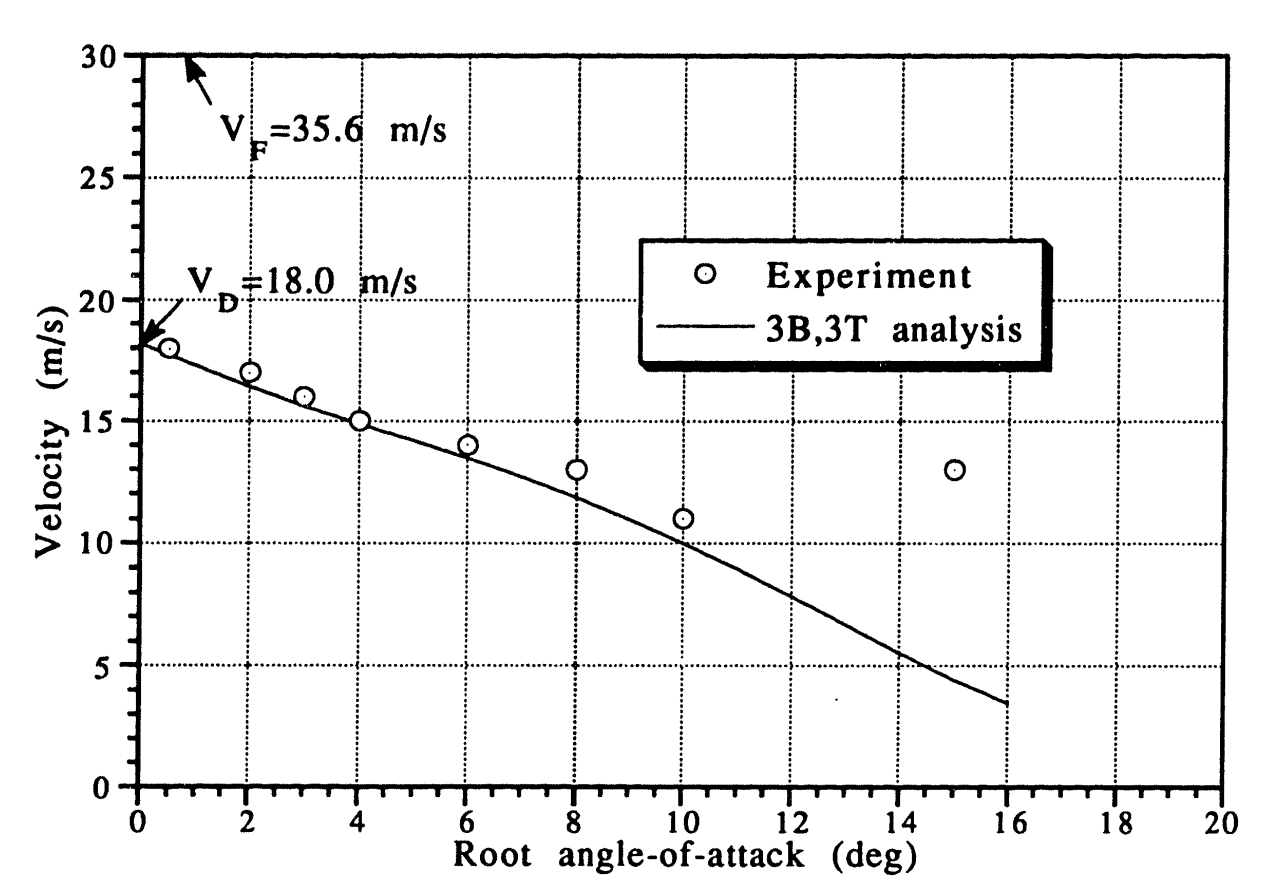 30
V_F=35.6 m/s
25
V_D=18.0 m/s
20
Experiment
3B,3T analysis
15
10
5
0
Velocity (m/s)
0 2 4 6 8 10 12 14 16 18 20
Root angle-of-attack (deg)